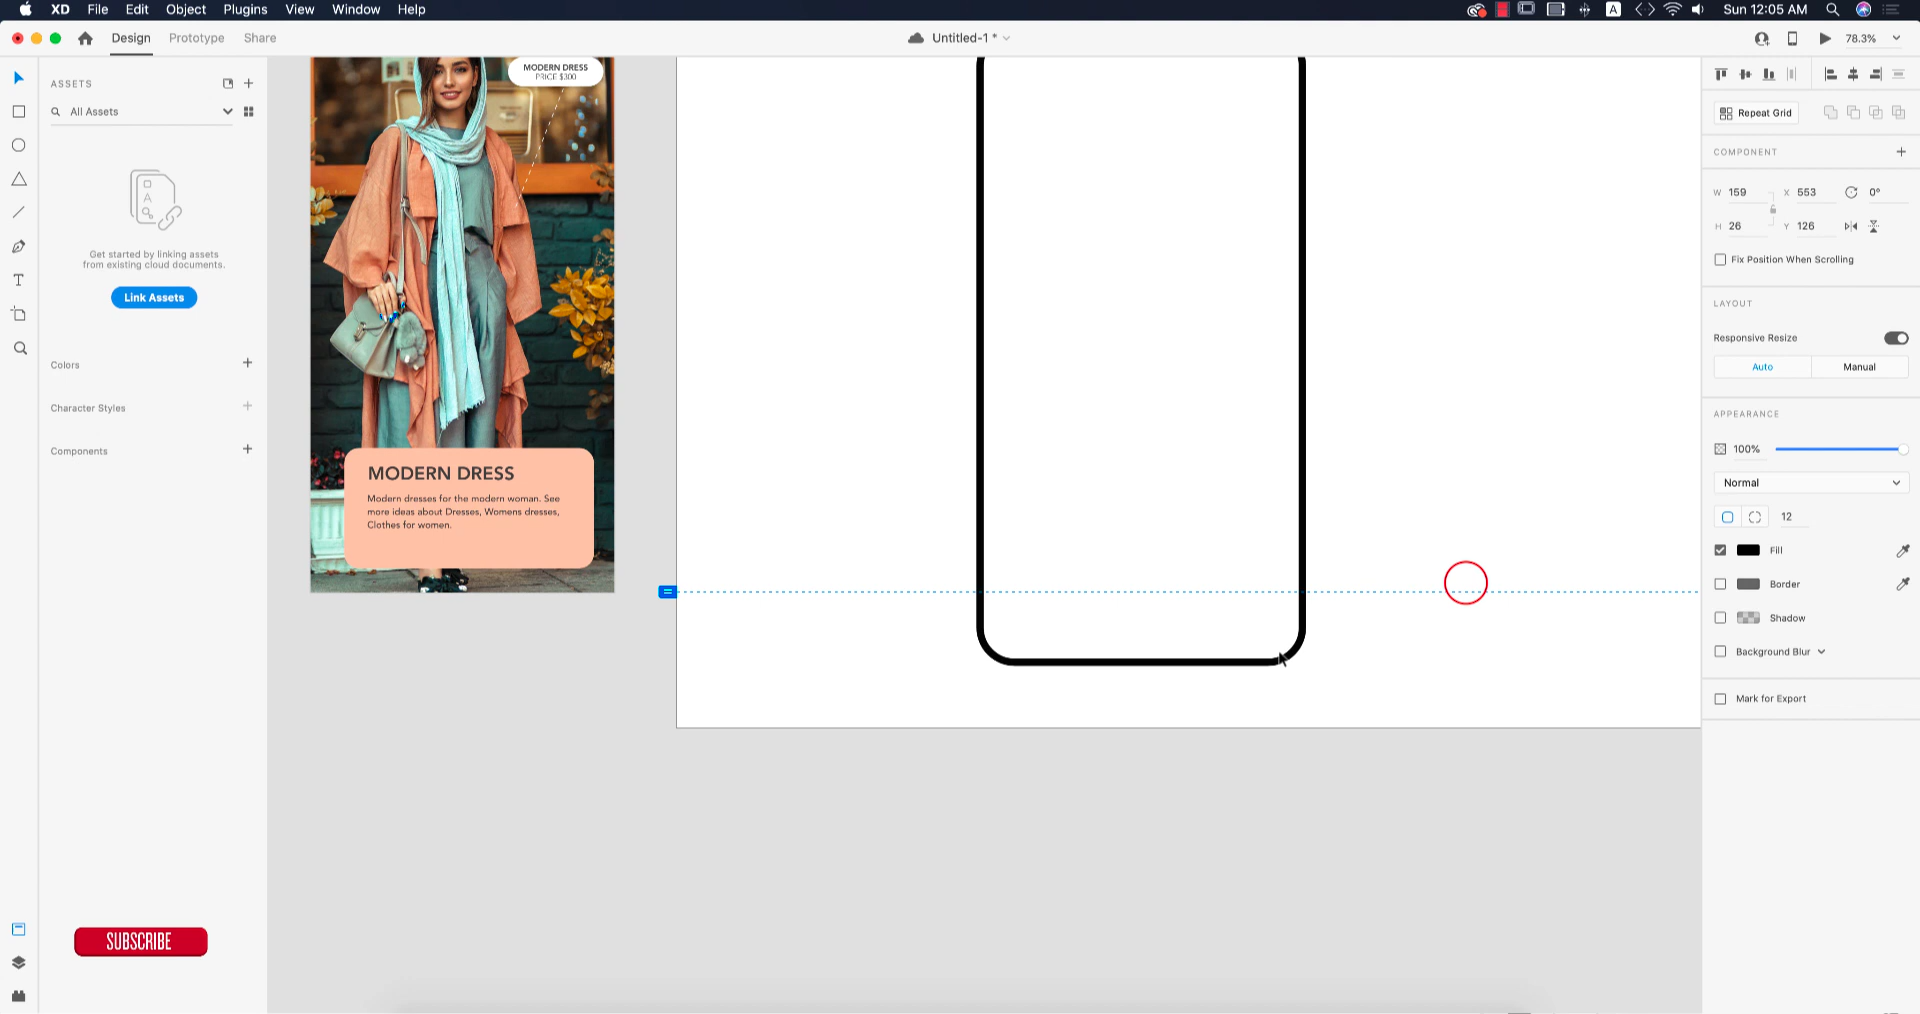 XD File Edit Object Plugins View Window Help
A
Sun 12:05 AM
Design Prototype Share
Untitled-1 *
78.3%
ASSETS
All Assets
A
Get started by linking assets
from existing cloud documents.
Link Assets
Colors
Character Styles
Components
SUBSCRIBE
MODERN DRESS
PRICE $300
MODERN DRESS
Modern dresses for the modern woman. See
more ideas about Dresses, Womens dresses,
Clothes for women.
Repeat Grid
COMPONENT
W 159 X 553 0°
H 26 Y 126
Fix Position When Scrolling
LAYOUT
Responsive Resize
Auto Manual
APPEARANCE
100%
Normal
12
Fill
Border
Shadow
Background Blur
Mark for Export